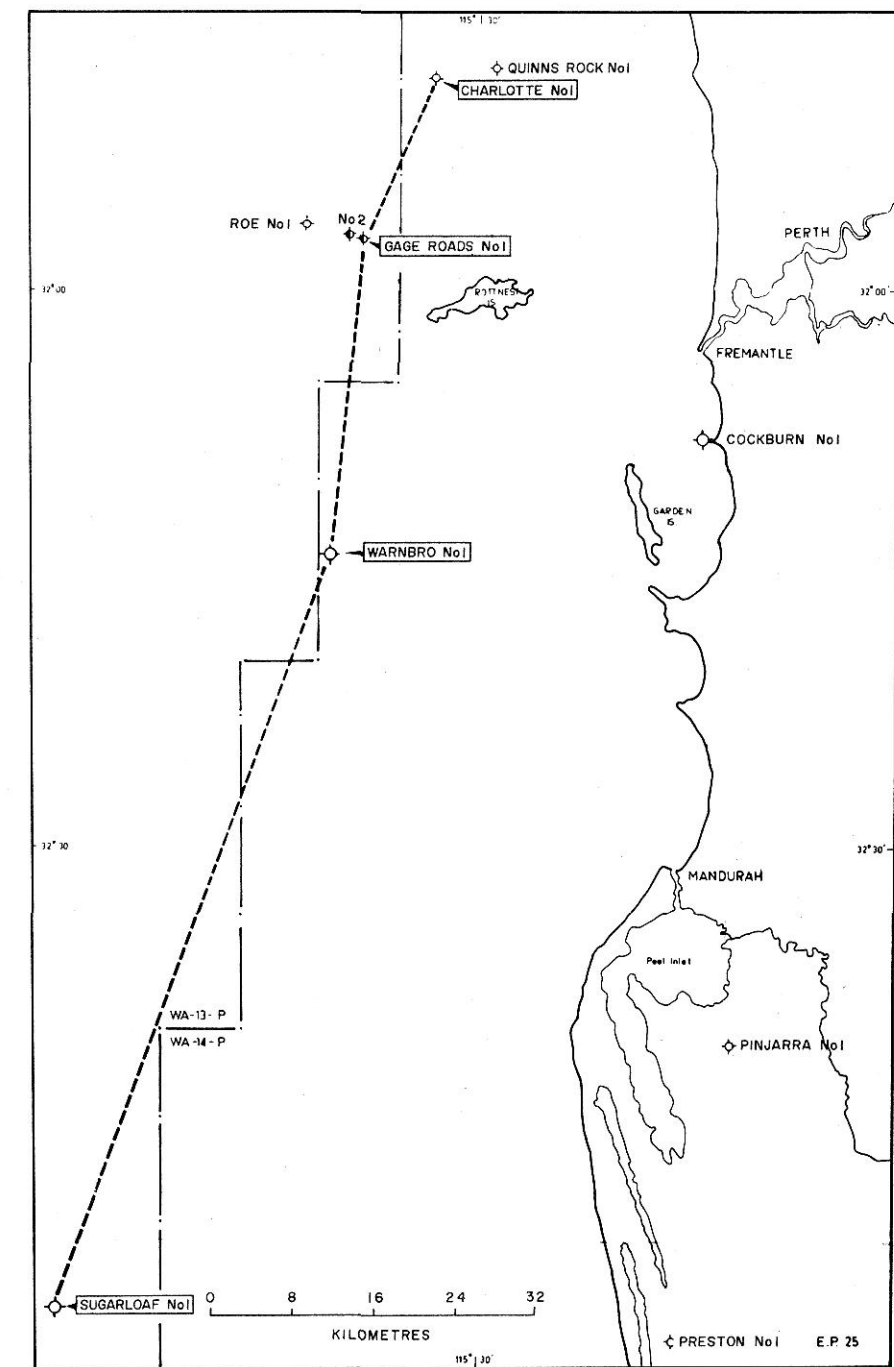 115° 30'
QUINNS ROCK No1
CHARLOTTE No1
ROE No1
No2
GAGE ROADS No1
PERTH
32° 00'
ROTTNEST
IS
32° 00'
FREMANTLE
COCKBURN No1
GARDEN
IS
WARNBRO No1
32° 30'
32° 30'
MANDURAH
Peel Inlet
WA-13-P
WA-14-P
PINJARRA No1
SUGARLOAF No1
0 8 16 24 32
KILOMETRES
PRESTON No1 E.P. 25
115° 30'